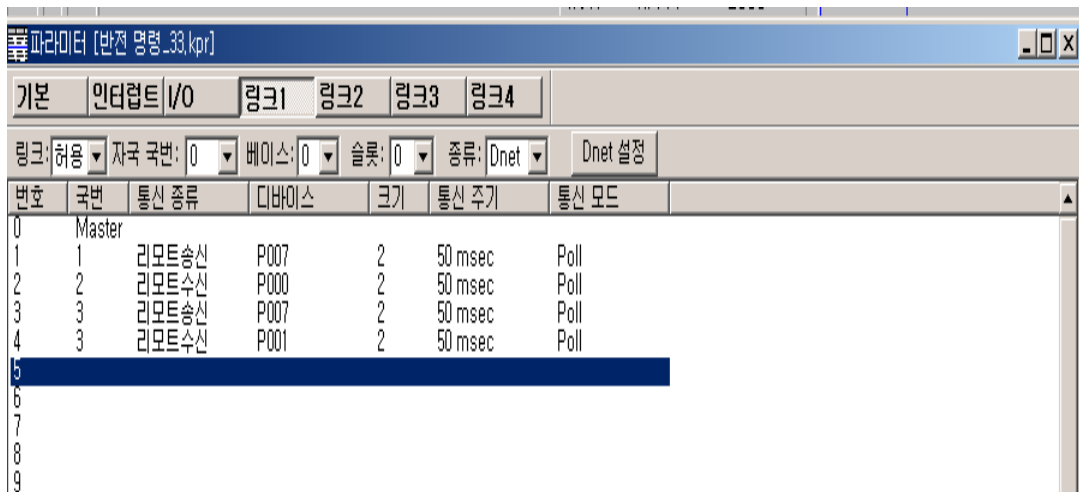 파라미터 [반전 명령_33,kpr]
기본 인터럽트 I/O 링크1 링크2 링크3 링크4
링크: 허용 자국 국번: 0 베이스: 0 슬롯: 0 종류: Dnet Dnet 설정
번호 국번 통신 종류 디바이스 크기 통신 주기 통신 모드
0 Master
1 1 리모트송신 P007 2 50 msec Poll
2 2 리모트수신 P000 2 50 msec Poll
3 3 리모트송신 P007 2 50 msec Poll
4 3 리모트수신 P001 2 50 msec Poll
5
6
7
8
9